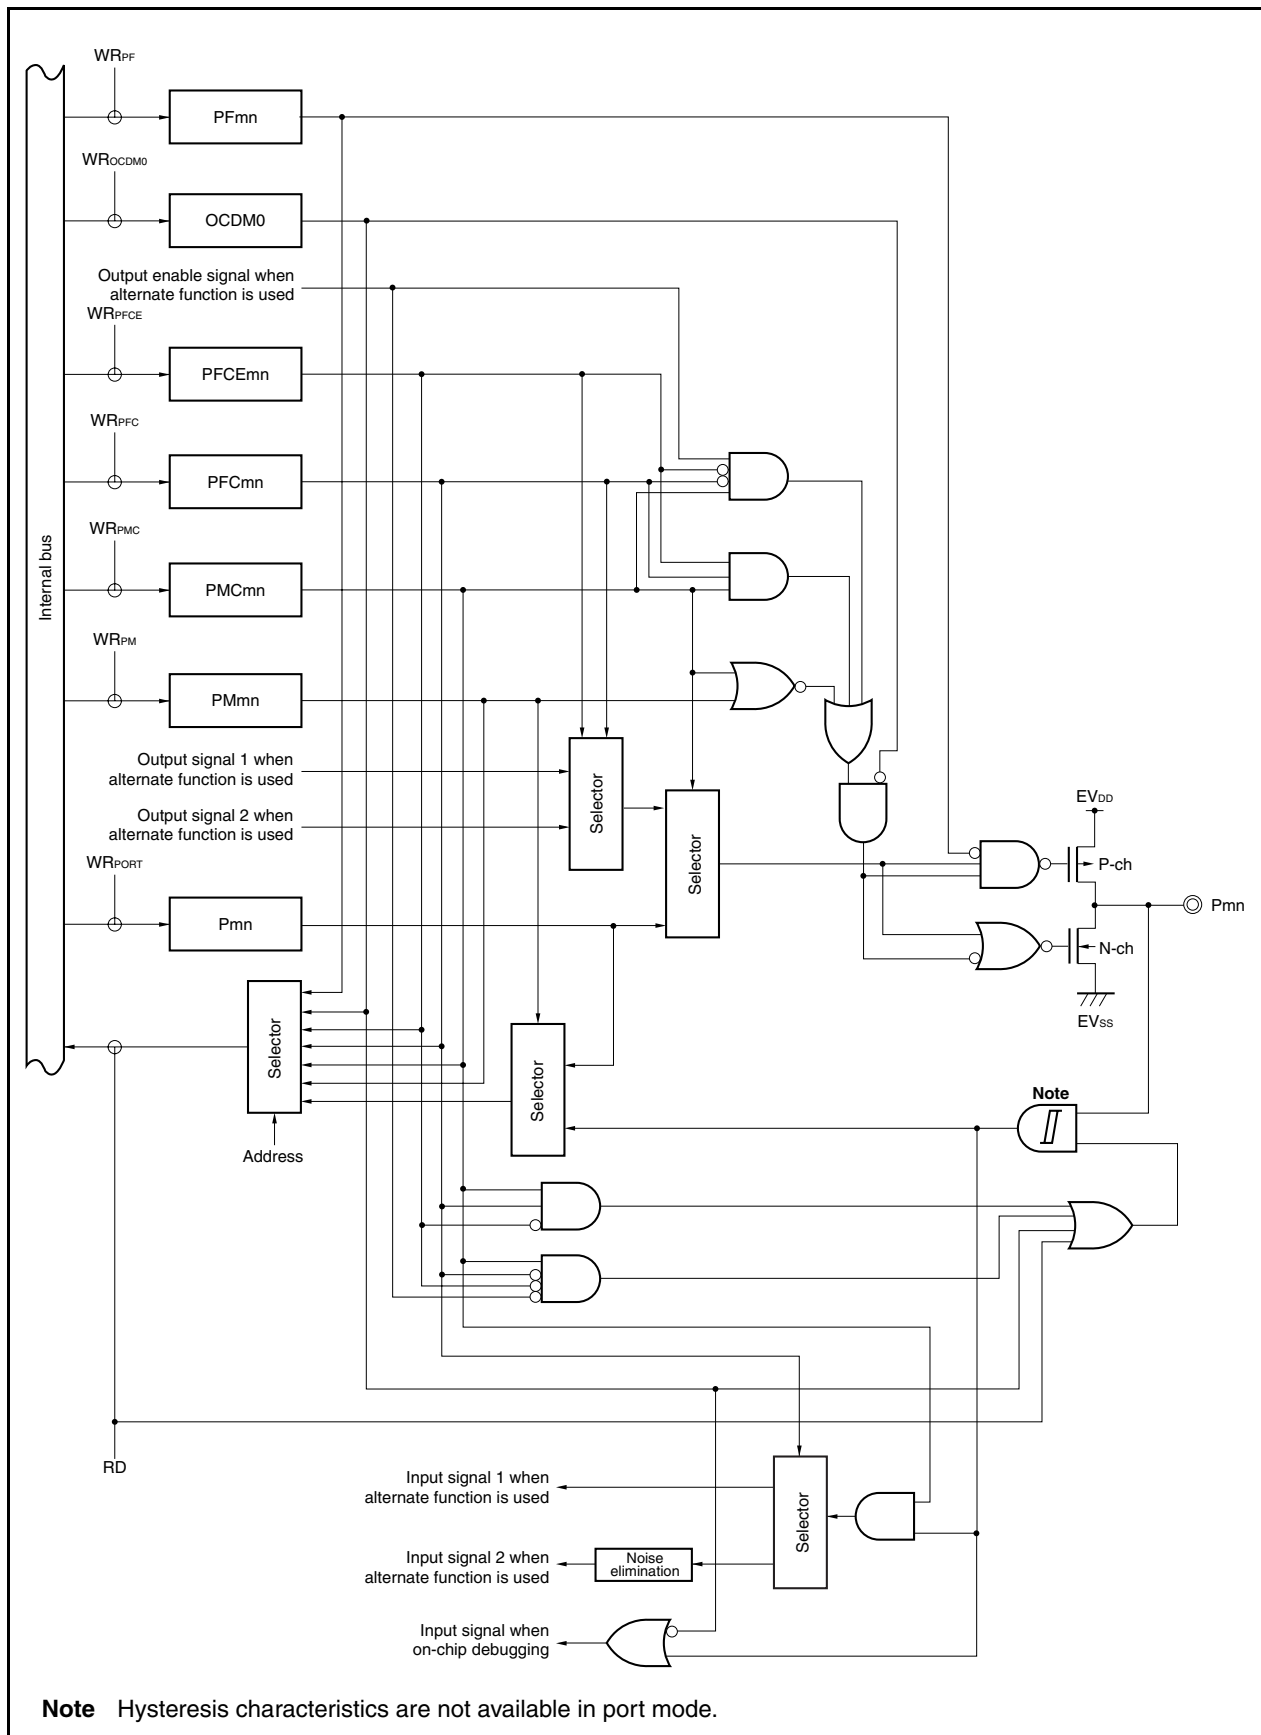 WRPF
PFmn
WROCDM0
OCDM0
Output enable signal when
alternate function is used
WRPFCE
PFCEmn
WRPFC
PFCmn
WRPMC
PMCmn
WRPM
PMmn
Internal bus
Output signal 1 when
alternate function is used
Output signal 2 when
alternate function is used
Selector
Selector
WRPORT
Pmn
EVDD
P-ch
Pmn
N-ch
EVSS
Selector
Selector
Address
Note
RD
Input signal 1 when
alternate function is used
Selector
Input signal 2 when
alternate function is used
Noise
elimination
Input signal when
on-chip debugging
Note Hysteresis characteristics are not available in port mode.